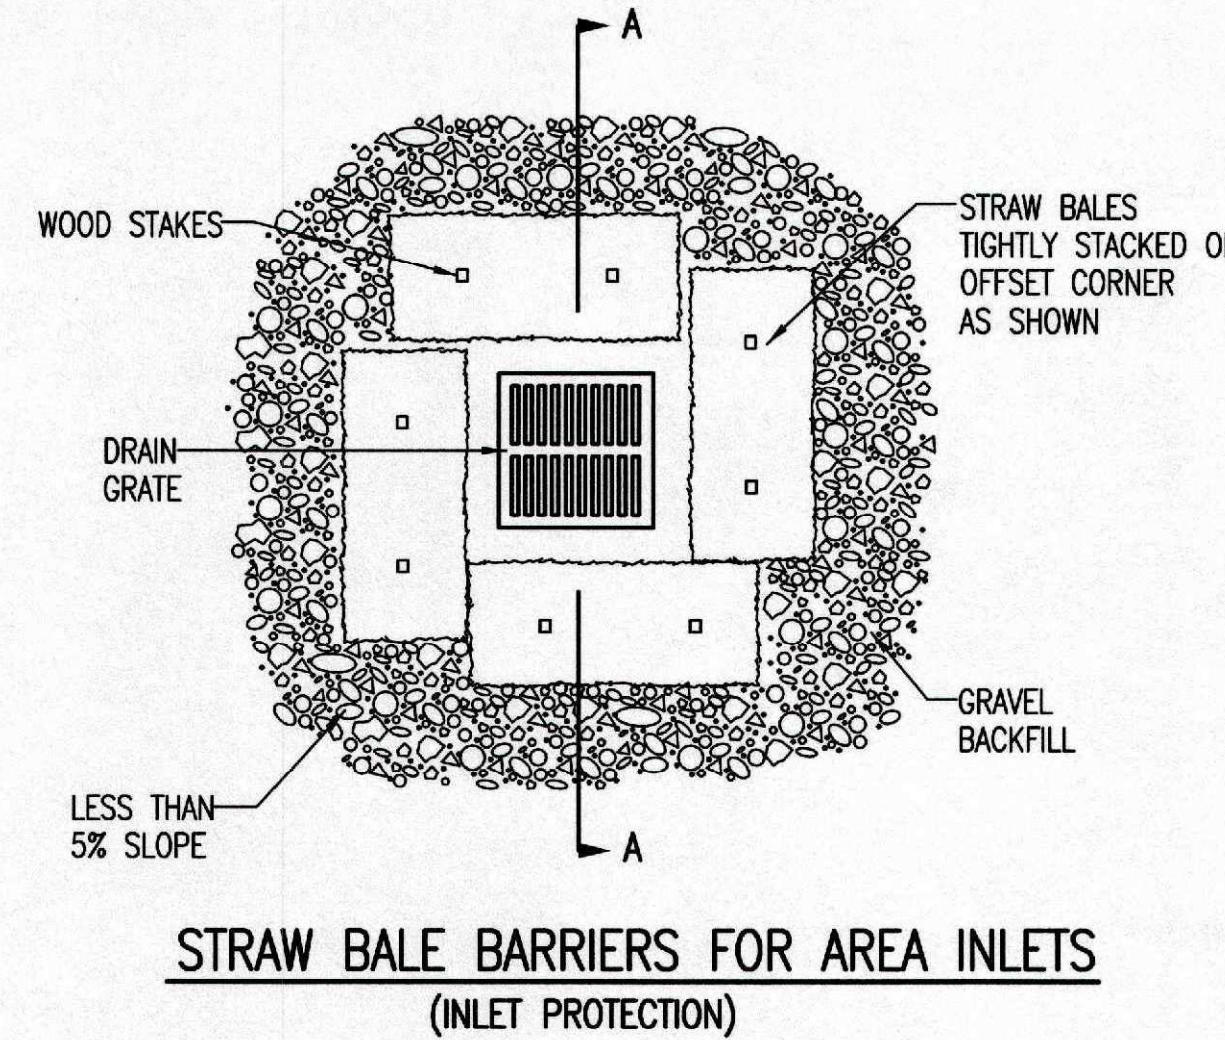 A
WOOD STAKES
STRAW BALES
TIGHTLY STACKED
OFFSET CORNER
AS SHOWN
DRAIN
GRATE
GRAVEL
BACKFILL
LESS THAN
5% SLOPE
A
STRAW BALE BARRIERS FOR AREA INLETS
(INLET PROTECTION)